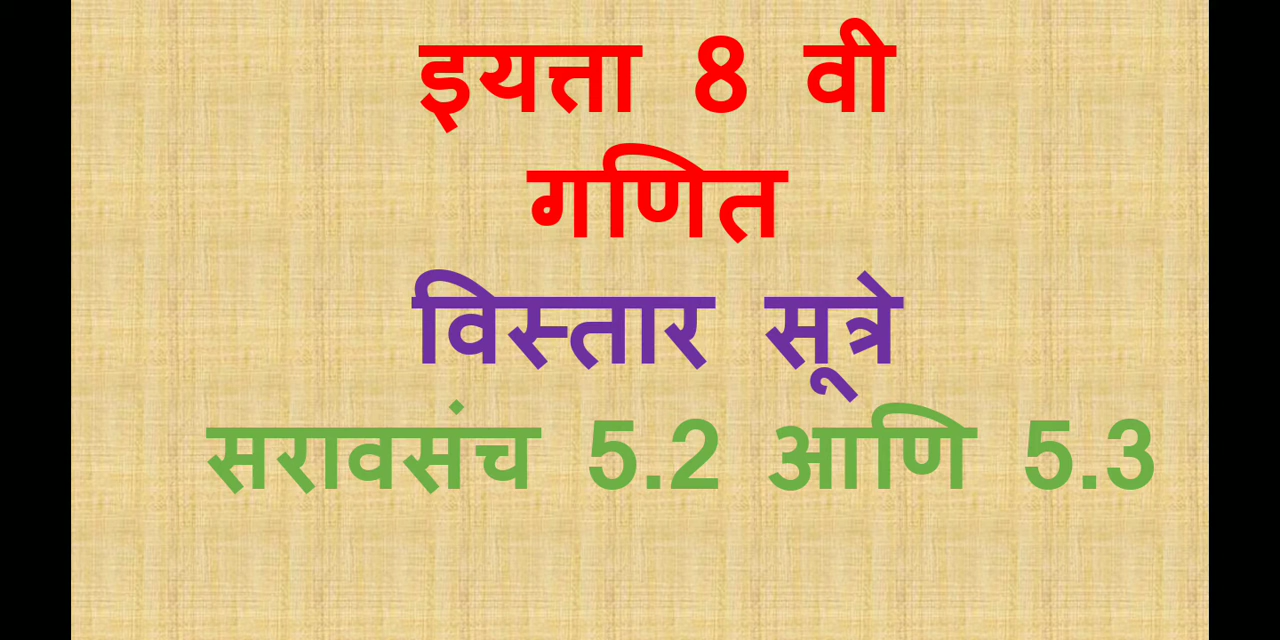 इयत्ता 8 वी
गणित
विस्तार सूत्रे
सरावसंच 5.2 आणि 5.3